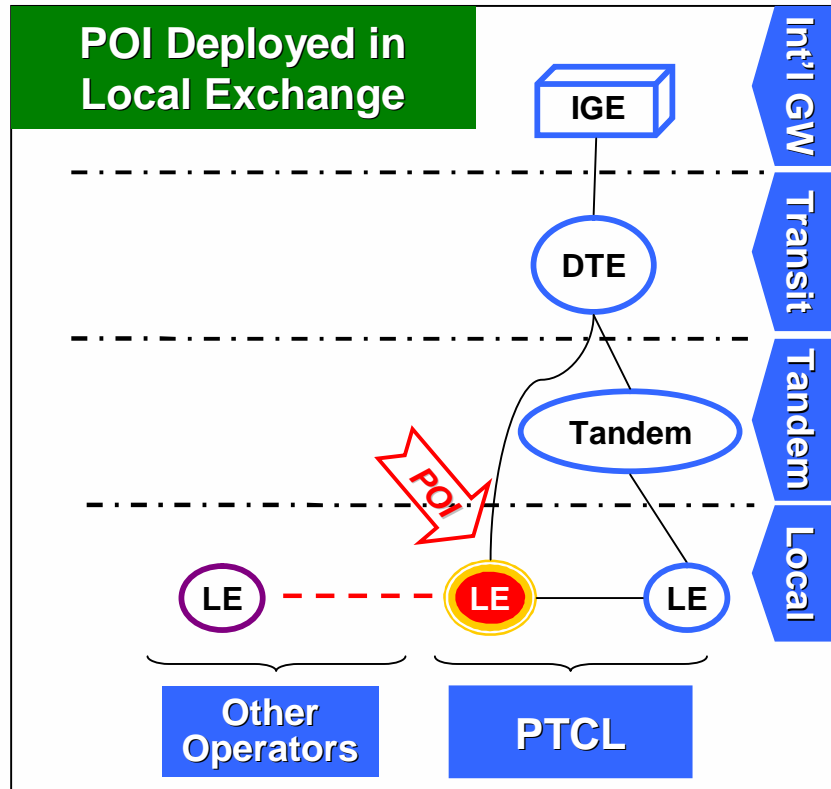 POI Deployed in
Local Exchange
IGE
Int'l GW
DTE
Transit
Tandem
Tandem
POI
LE
LE
LE
Local
Other
Operators
PTCL